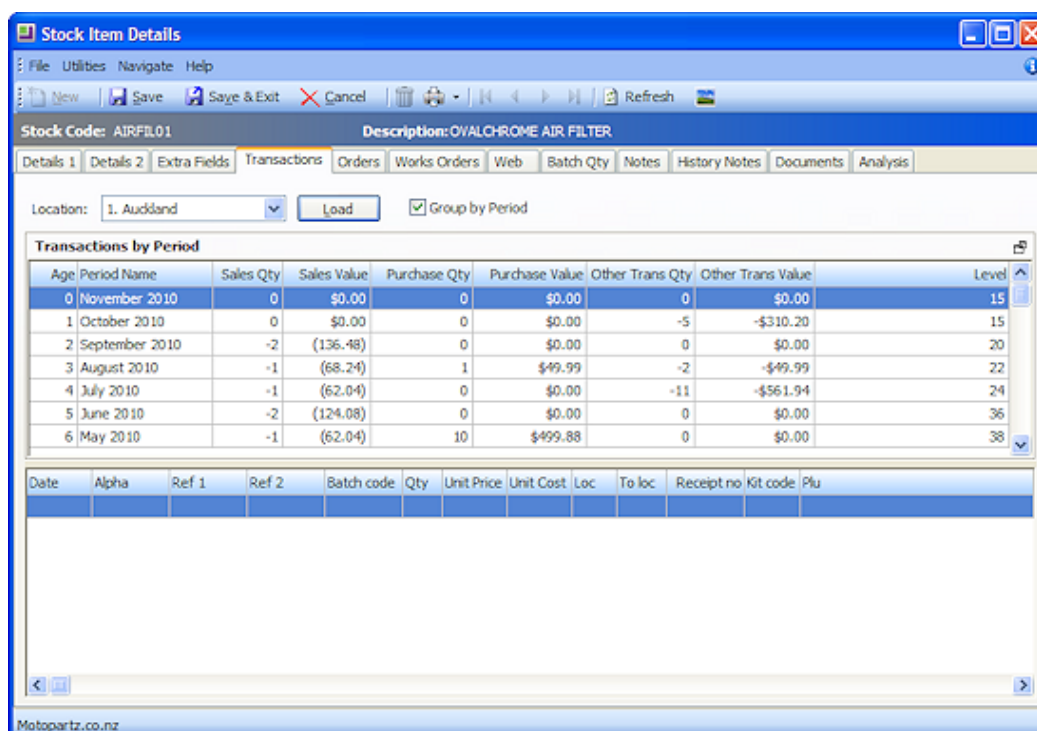 Stock Item Details
File Utilities Navigate Help
New Save Save & Exit Cancel Refresh
Stock Code: AIRFIL01 Description: OVALCHROME AIR FILTER
Details 1 Details 2 Extra Fields Transactions Orders Works Orders Web Batch Qty Notes History Notes Documents Analysis
Location: 1. Auckland Load Group by Period
Transactions by Period
Age Period Name Sales Qty Sales Value Purchase Qty Purchase Value Other Trans Qty Other Trans Value Level
0 November 2010 0 $0.00 0 $0.00 0 $0.00 15
1 October 2010 0 $0.00 0 $0.00 -5 -$310.20 15
2 September 2010 -2 (136.48) 0 $0.00 0 $0.00 20
3 August 2010 -1 (68.24) 1 $49.99 -2 -$49.99 22
4 July 2010 -1 (62.04) 0 $0.00 -11 -$561.94 24
5 June 2010 -2 (124.08) 0 $0.00 0 $0.00 36
6 May 2010 -1 (62.04) 10 $499.88 0 $0.00 38
Date Alpha Ref 1 Ref 2 Batch code Qty Unit Price Unit Cost Loc To loc Receipt no Kit code Plu
Motopartz.co.nz